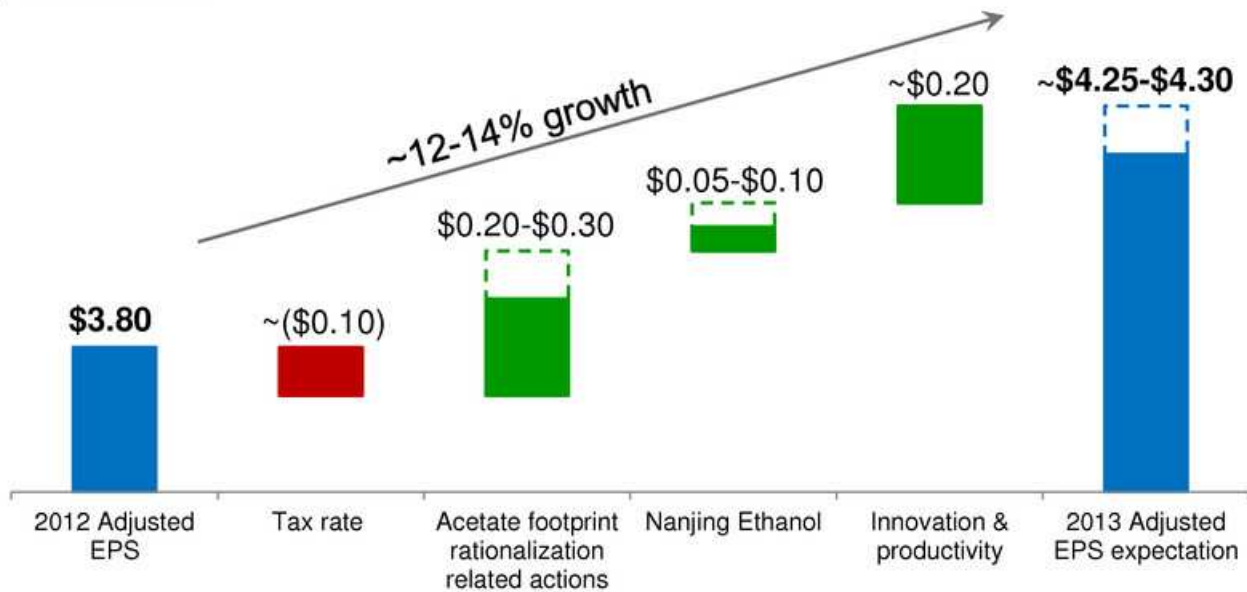 ~12-14% growth
$3.80
~($0.10)
$0.20-$0.30
$0.05-$0.10
~$0.20
~$4.25-$4.30
2012 Adjusted
EPS
Tax rate
Acetate footprint
rationalization
related actions
Nanjing Ethanol
Innovation &
productivity
2013 Adjusted
EPS expectation